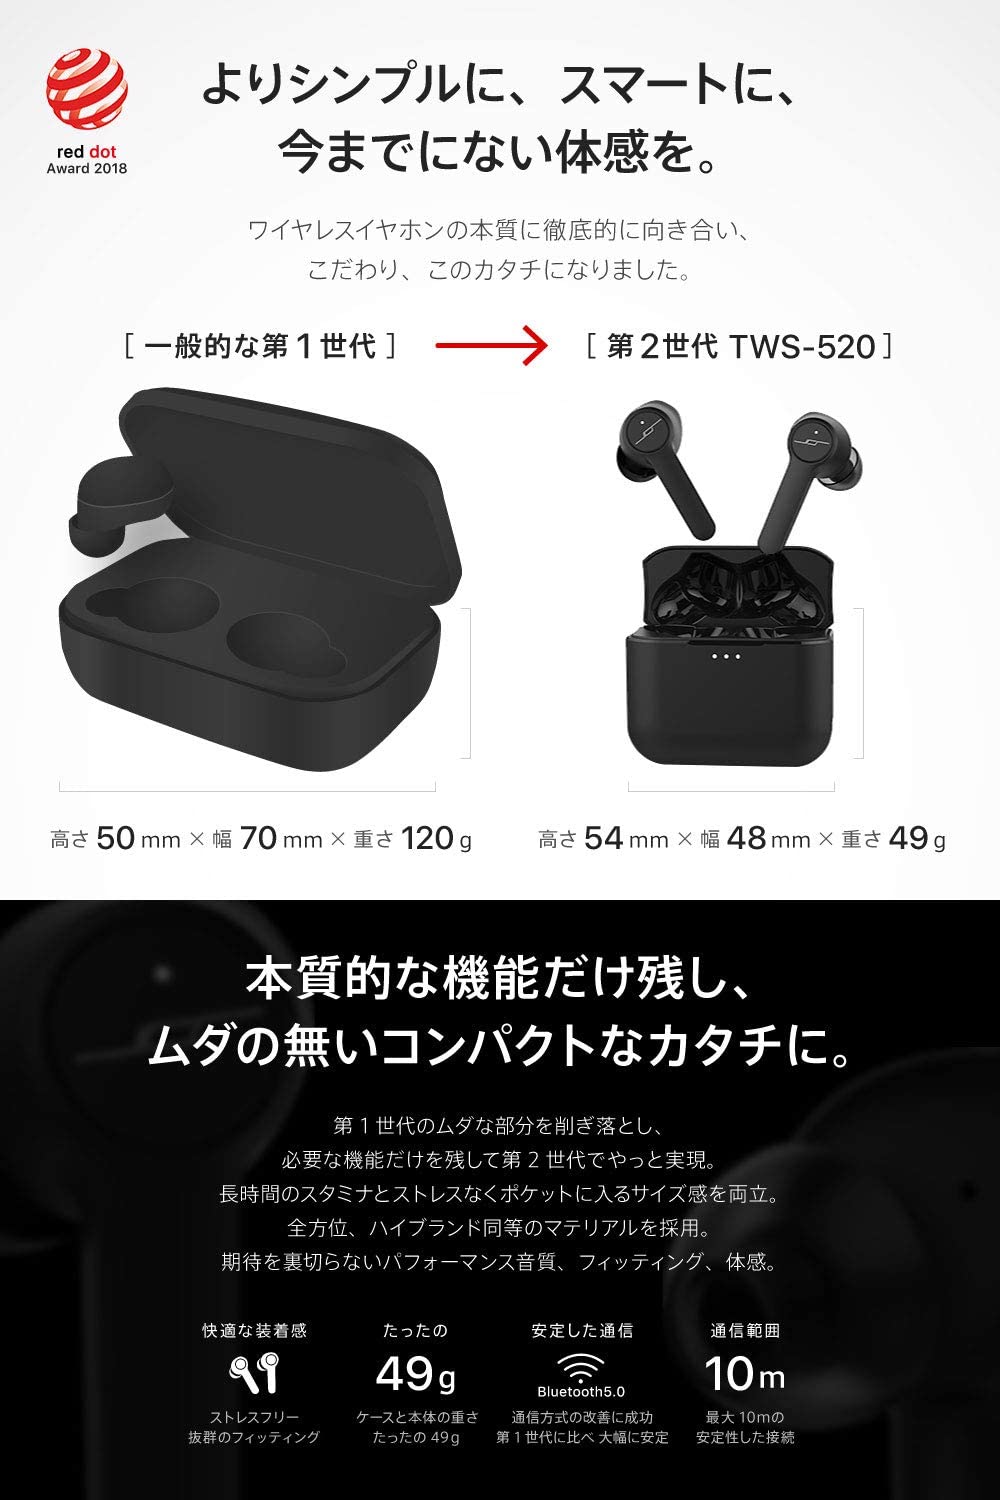 red dot
Award 2018
よりシンプルに、スマートに、
今までにない体感を。
ワイヤレスイヤホンの本質に徹底的に向き合い、
こだわり、このカタチになりました。
[ 一般的な第1世代 ]
[ 第2世代 TWS-520 ]
高さ 50 mm × 幅 70 mm × 重さ 120 g
高さ 54 mm × 幅 48 mm × 重さ 49 g
本質的な機能だけ残し、
ムダの無いコンパクトなカタチに。
第1世代のムダな部分を削ぎ落とし、
必要な機能だけを残して第2世代でやっと実現。
長時間のスタミナとストレスなくポケットに入るサイズ感を両立。
全方位、ハイブランド同等のマテリアルを採用。
期待を裏切らないパフォーマンス音質、フィッティング、体感。
快適な装着感
ストレスフリー
抜群のフィッティング
たったの
49 g
ケースと本体の重さ
たったの 49g
安定した通信
Bluetooth5.0
通信方式の改善に成功
第1世代に比べ 大幅に安定
通信範囲
10 m
最大 10mの
安定性した接続